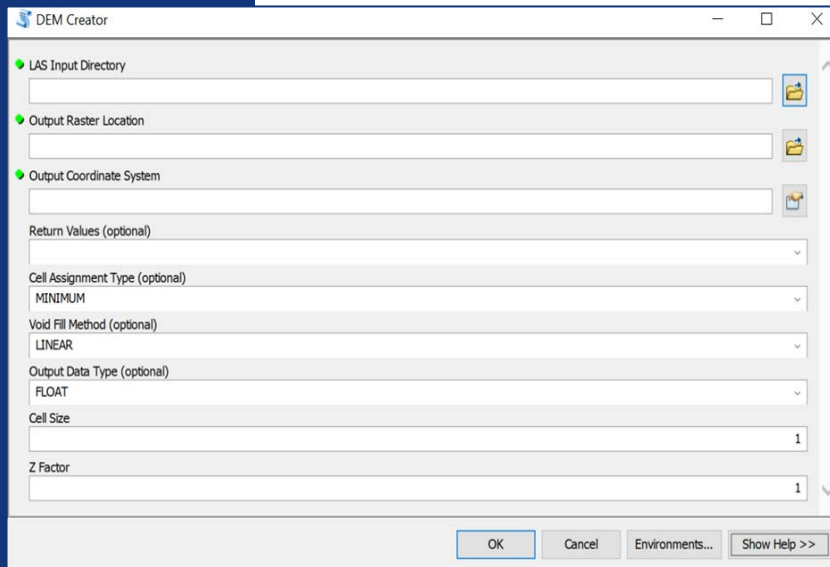 DEM Creator
LAS Input Directory
Output Raster Location
Output Coordinate System
Return Values (optional)
Cell Assignment Type (optional)
MINIMUM
Void Fill Method (optional)
LINEAR
Output Data Type (optional)
FLOAT
Cell Size
1
Z Factor
1
OK Cancel Environments... Show Help >>